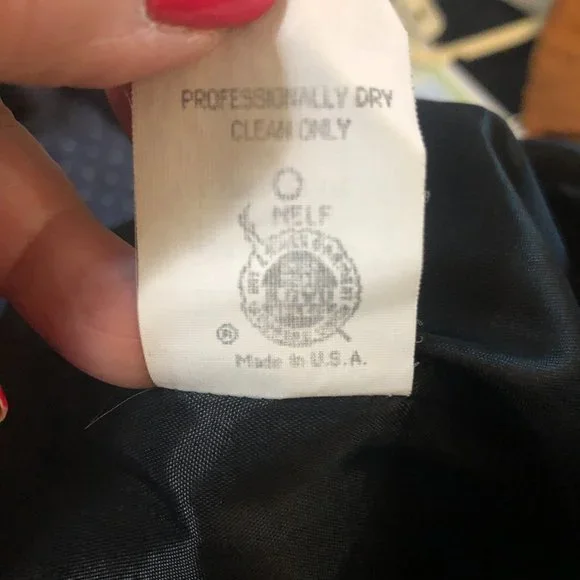 PROFESSIONALLY DRY
CLEAN ONLY
NELF
®
Made in U.S.A.